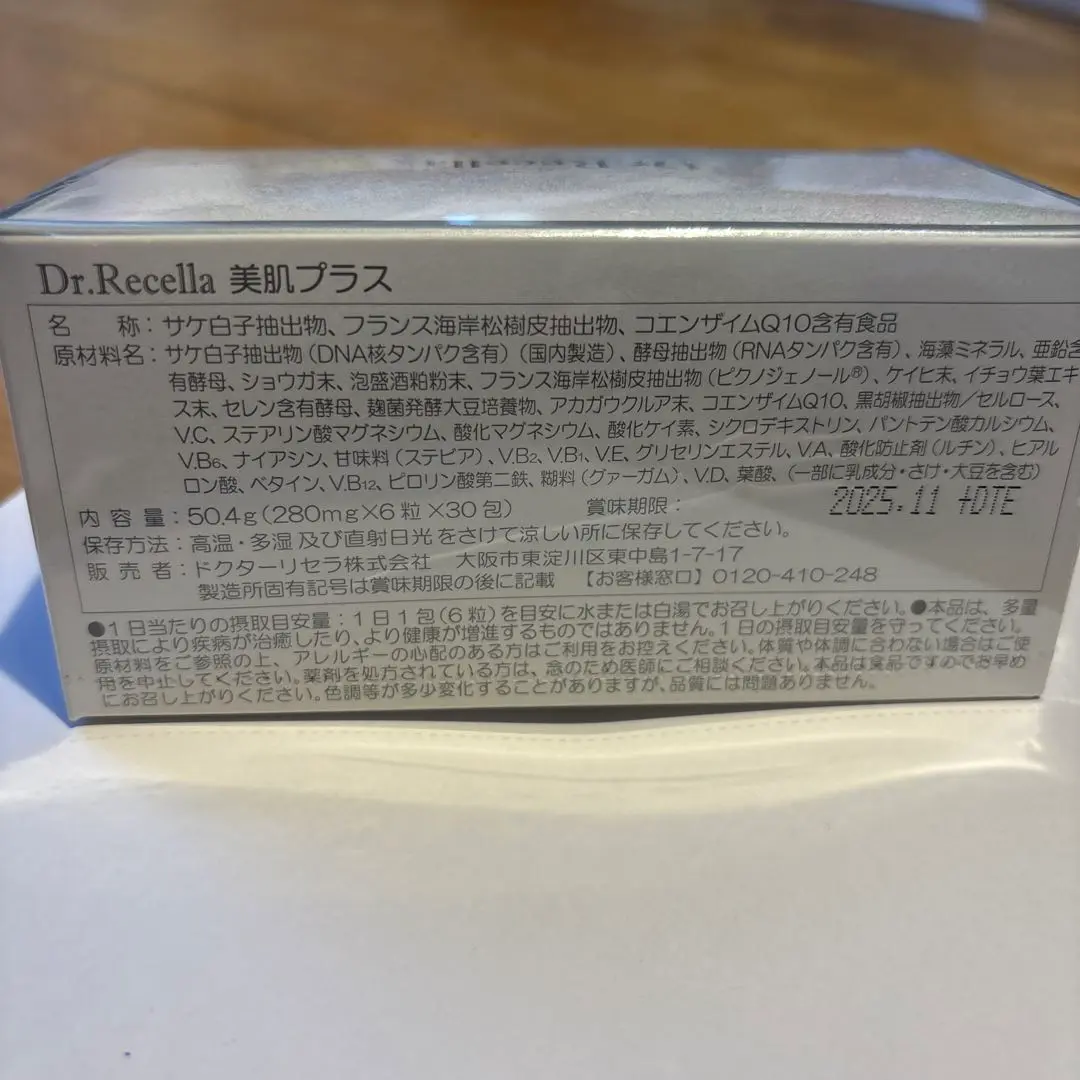 Dr.Recella 美肌プラス
名　称：サケ白子抽出物、フランス海岸松樹皮抽出物、コエンザイムQ10含有食品
原材料名：サケ白子抽出物（DNA核タンパク含有）（国内製造）、酵母抽出物（RNAタンパク含有）、海藻ミネラル、亜鉛含
有酵母、ショウガ末、泡盛酒粕粉末、フランス海岸松樹皮抽出物（ピクノジェノール®）、ケイヒ末、イチョウ葉エキ
ス末、セレン含有酵母、麹菌発酵大豆培養物、アカガウクルア末、コエンザイムQ10、黒胡椒抽出物／セルロース、
V.C、ステアリン酸マグネシウム、酸化マグネシウム、酸化ケイ素、シクロデキストリン、パントテン酸カルシウム、
V.B6、ナイアシン、甘味料（ステビア）、V.B2、V.B1、V.E、グリセリンエステル、V.A、酸化防止剤（ルチン）、ヒアル
ロン酸、ベタイン、V.B12、ピロリン酸第二鉄、糊料（グァーガム）、V.D、葉酸、（一部に乳成分・さけ・大豆を含む）
内容量：50.4g（280mg×6粒×30包）　賞味期限：　2025.11 +DTE
保存方法：高温・多湿及び直射日光をさけて涼しい所に保存してください。
販売者：ドクターリセラ株式会社　大阪市東淀川区東中島1-7-17
製造所固有記号は賞味期限の後に記載　【お客様窓口】0120-410-248
●1日当たりの摂取目安量：1日1包（6粒）を目安に水または白湯でお召し上がりください。●本品は、多量
摂取により疾病が治癒したり、より健康が増進するものではありません。1日の摂取目安量を守ってください。
原材料をご参照の上、アレルギーの心配のある方はご利用をお控えください。体質や体調に合わない場合はご使
用を中止してください。薬剤を処方されている方は、念のため医師にご相談ください。本品は食品ですのでお早め
にお召し上がりください。色調等が多少変化することがありますが、品質には問題ありません。